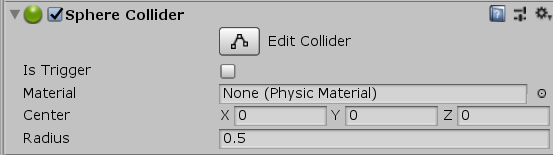 Sphere Collider
Edit Collider
Is Trigger
Material None (Physic Material)
Center X 0 Y 0 Z 0
Radius 0.5